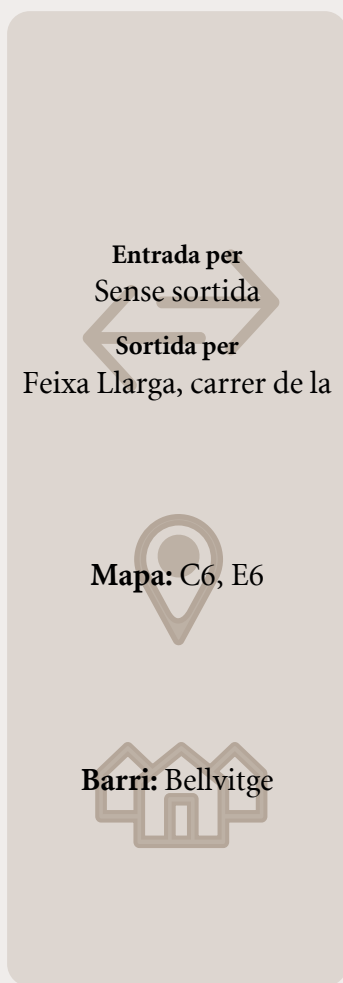 Entrada per
Sense sortida
Sortida per
Feixa Llarga, carrer de la
Mapa: C6, E6
Barri: Bellvitge